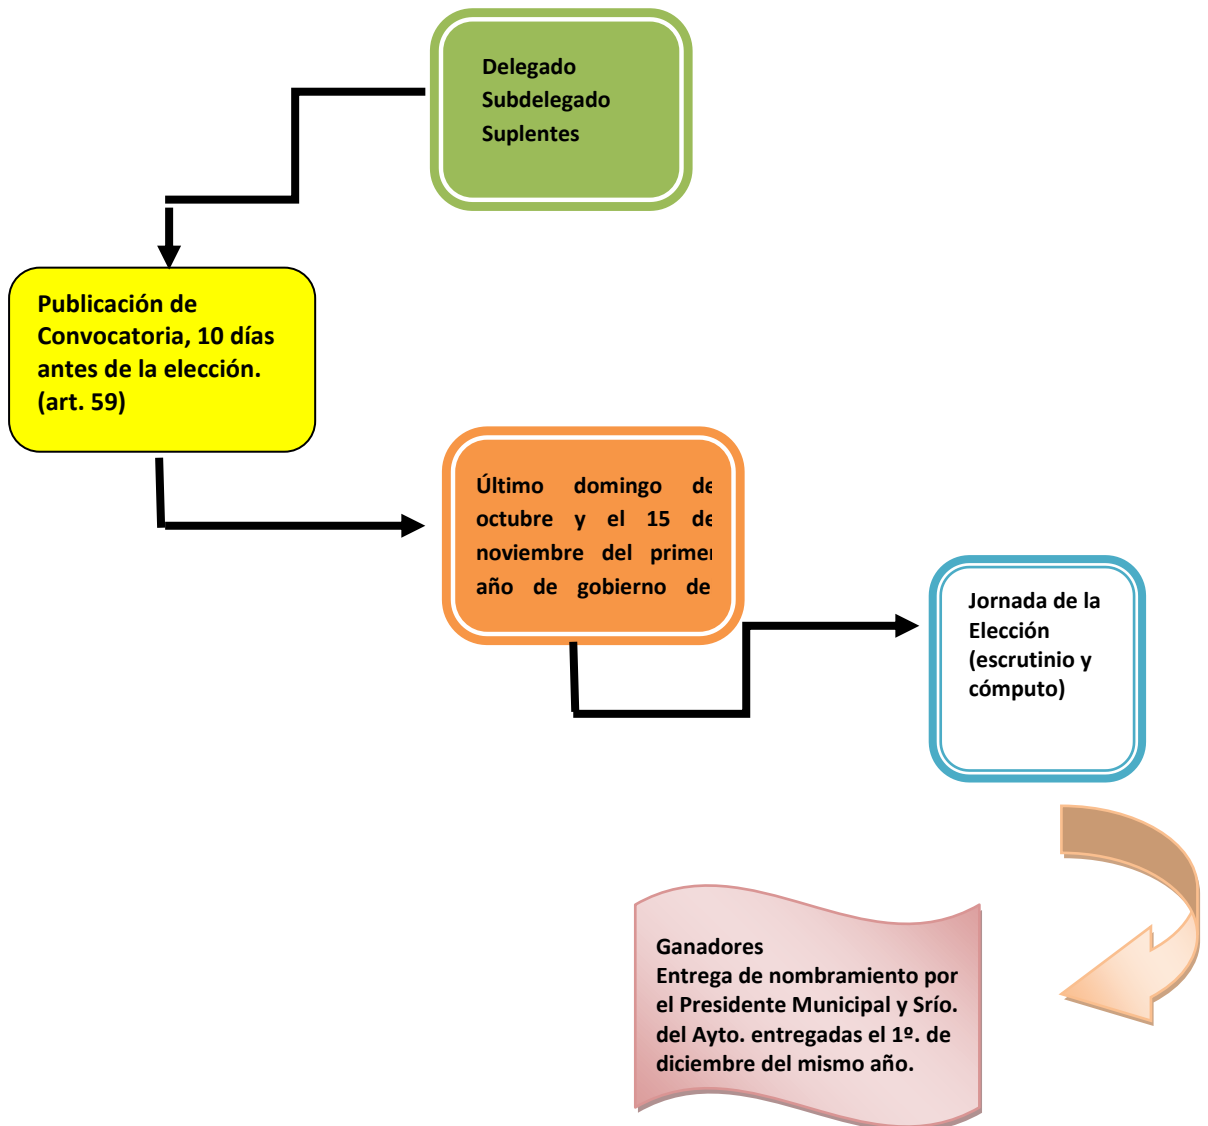 Delegado
Subdelegado
Suplentes
Publicación de
Convocatoria, 10 días
antes de la elección.
(art. 59)
Último domingo de
octubre y el 15 de
noviembre del primer
año de gobierno de
Jornada de la
Elección
(escrutinio y
cómputo)
Ganadores
Entrega de nombramiento por
el Presidente Municipal y Srío.
del Ayto. entregadas el 1º. de
diciembre del mismo año.